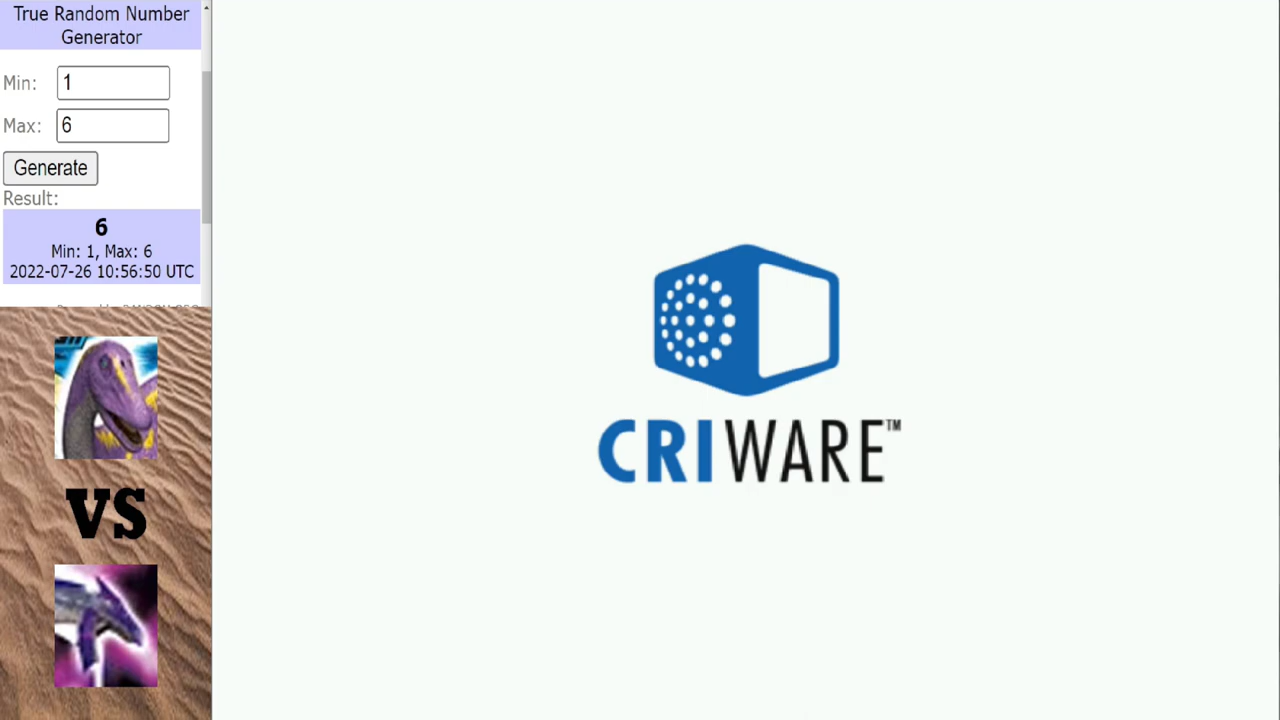 True Random Number
Generator
Min: 1
Max: 6
Generate
Result:
6
Min: 1, Max: 6
2022-07-26 10:56:50 UTC
VS
CRIWARE™